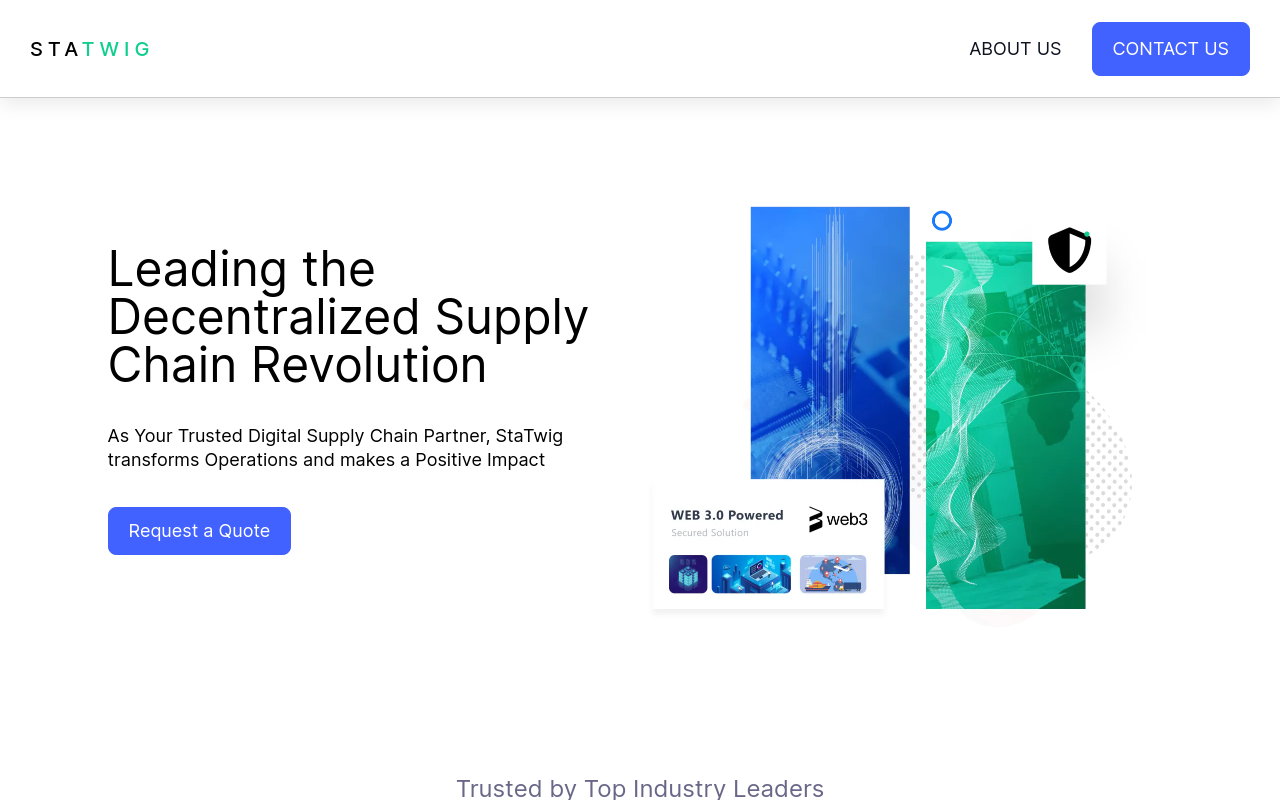 STATWIG
ABOUT US
CONTACT US
Leading the
Decentralized Supply
Chain Revolution
As Your Trusted Digital Supply Chain Partner, StaTwig
transforms Operations and makes a Positive Impact
Request a Quote
WEB 3.0 Powered
Secured Solution
web3
Trusted by Top Industry Leaders